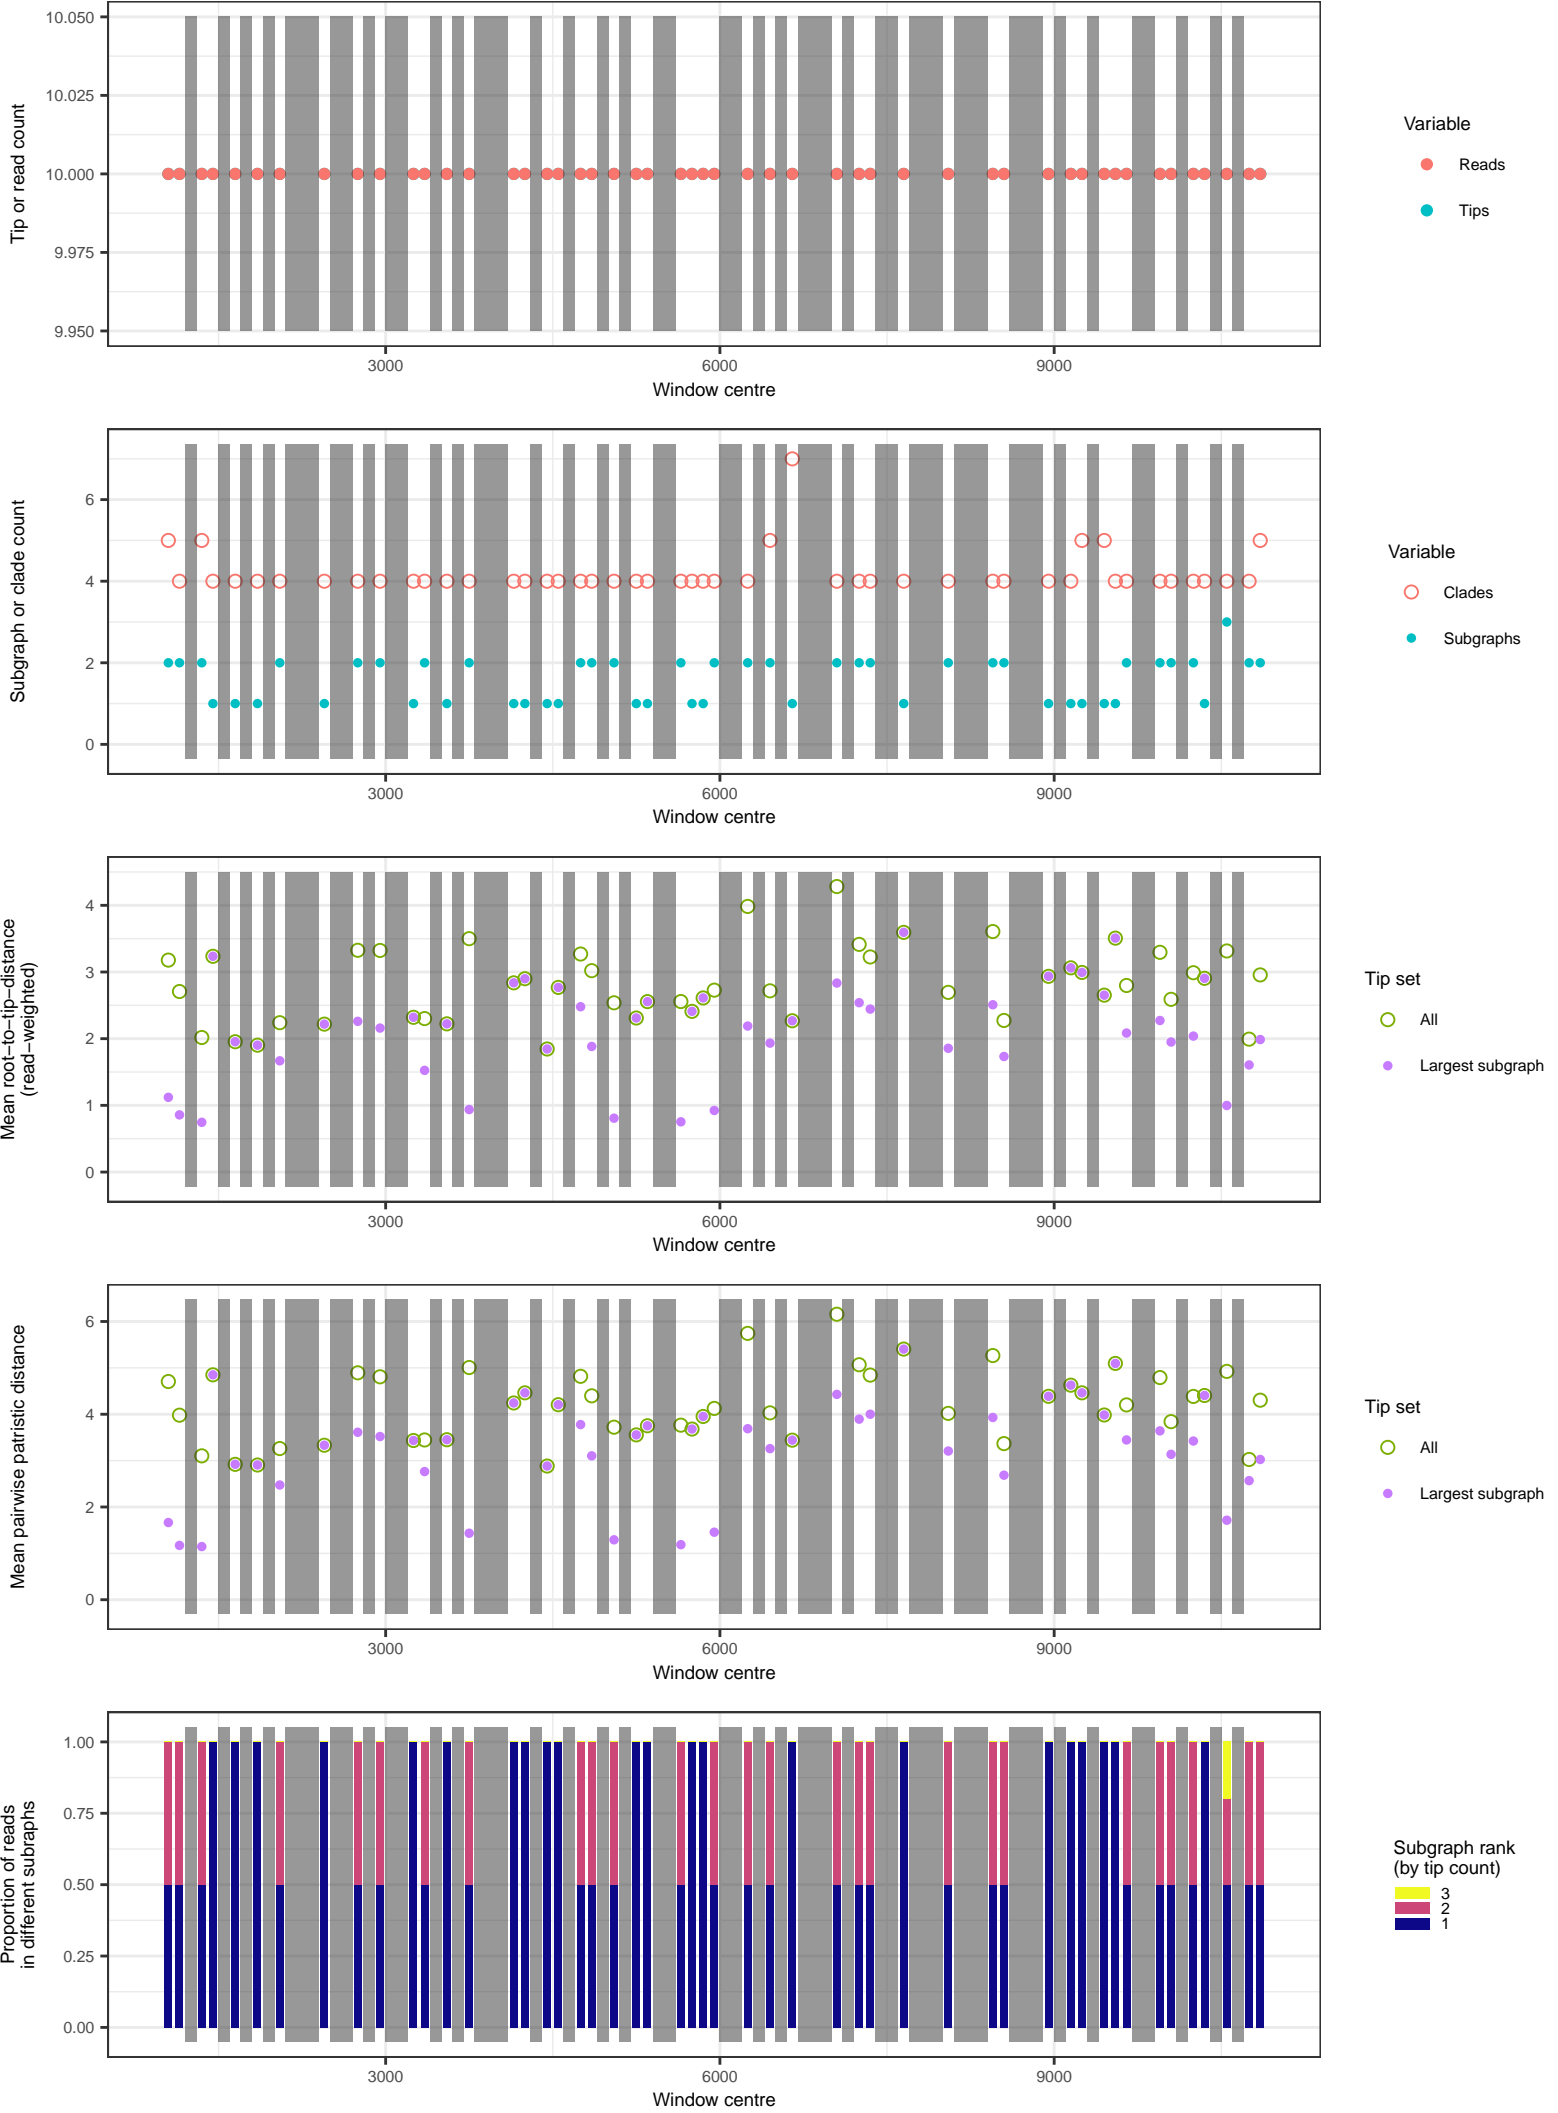 10.050
10.025
10.000
9.975
9.950
Tip or read count
3000
6000
9000
Window centre
Variable
Reads
Tips
6
4
2
0
Subgraph or clade count
3000
6000
9000
Window centre
Variable
Clades
Subgraphs
4
3
2
1
0
Mean root−to−tip−distance
(read−weighted)
3000
6000
9000
Window centre
Tip set
All
Largest subgraph
6
4
2
0
Mean pairwise patristic distance
3000
6000
9000
Window centre
Tip set
All
Largest subgraph
1.00
0.75
0.50
0.25
0.00
Proportion of reads
in different subraphs
3000
6000
9000
Window centre
Subgraph rank
(by tip count)
3
2
1